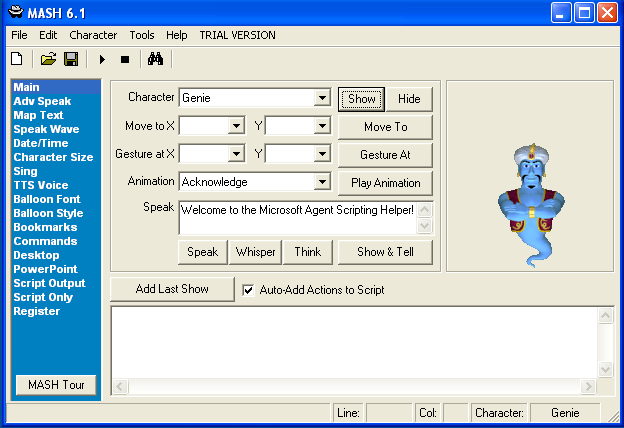 MASH 6.1
File Edit Character Tools Help TRIAL VERSION
Main
Adv Speak
Map Text
Speak Wave
Date/Time
Character Size
Sing
TTS Voice
Balloon Font
Balloon Style
Bookmarks
Commands
Desktop
PowerPoint
Script Output
Script Only
Register
MASH Tour
Character Genie Show Hide
Move to X Y Move To
Gesture at X Y Gesture At
Animation Acknowledge Play Animation
Speak Welcome to the Microsoft Agent Scripting Helper!
Speak Whisper Think Show & Tell
Add Last Show Auto-Add Actions to Script
Line: Col: Character: Genie